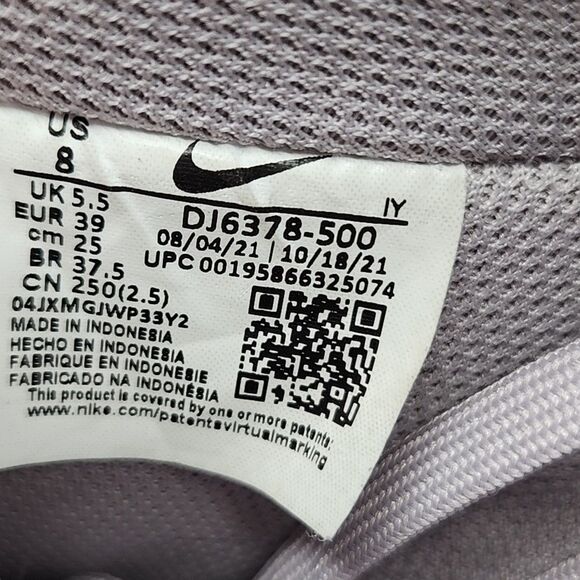 US
8
UK 5.5
EUR 39
cm 25
BR 37.5
CN 250(2.5)
IY
DJ6378-500
08/04/21 | 10/18/21
UPC 00195866325074
04JXMGJWP33Y2
MADE IN INDONESIA
HECHO EN INDONESIA
FABRIQUE EN INDONESIE
FABRICADO NA INDONÉSIA
This product is covered by one or more patents:
www.nike.com/patentsvirtualmarking